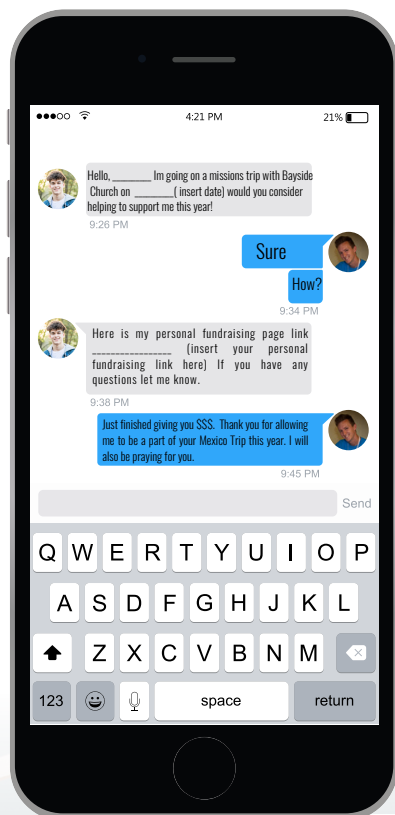 4:21 PM
21%
Hello, _________ Im going on a missions trip with Bayside
Church on _________( insert date) would you consider
helping to support me this year!
9:26 PM
Sure
How?
9:34 PM
Here is my personal fundraising page link
_________________ (insert your personal
fundraising link here) If you have any
questions let me know.
9:38 PM
Just finished giving you $$$. Thank you for allowing
me to be a part of your Mexico Trip this year. I will
also be praying for you.
9:45 PM
Send
Q W E R T Y U I O P
A S D F G H J K L
Z X C V B N M
123 space return